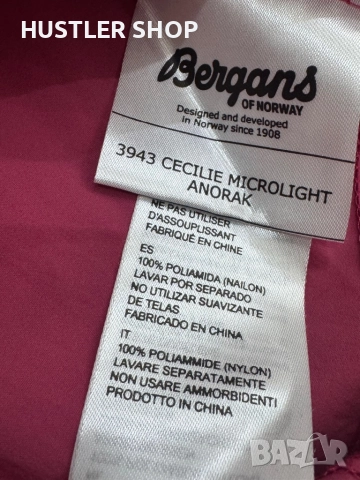 HUSTLER SHOP
Bergans
OF NORWAY
Designed and developed
in Norway since 1908
3943 CECILIE MICROLIGHT
ANORAK
NE PAS UTILISER
D'ASSOUPLISSANT
FABRIQUÉ EN CHINE
ES
100% POLIAMIDA (NAILON)
LAVAR POR SEPARADO
NO UTILIZAR SUAVIZANTE
DE TELAS
FABRICADO EN CHINA
IT
100% POLIAMMIDE (NYLON)
LAVARE SEPARATAMENTE
NON USARE AMMORBIDENTI
PRODOTTO IN CHINA
BAZAR